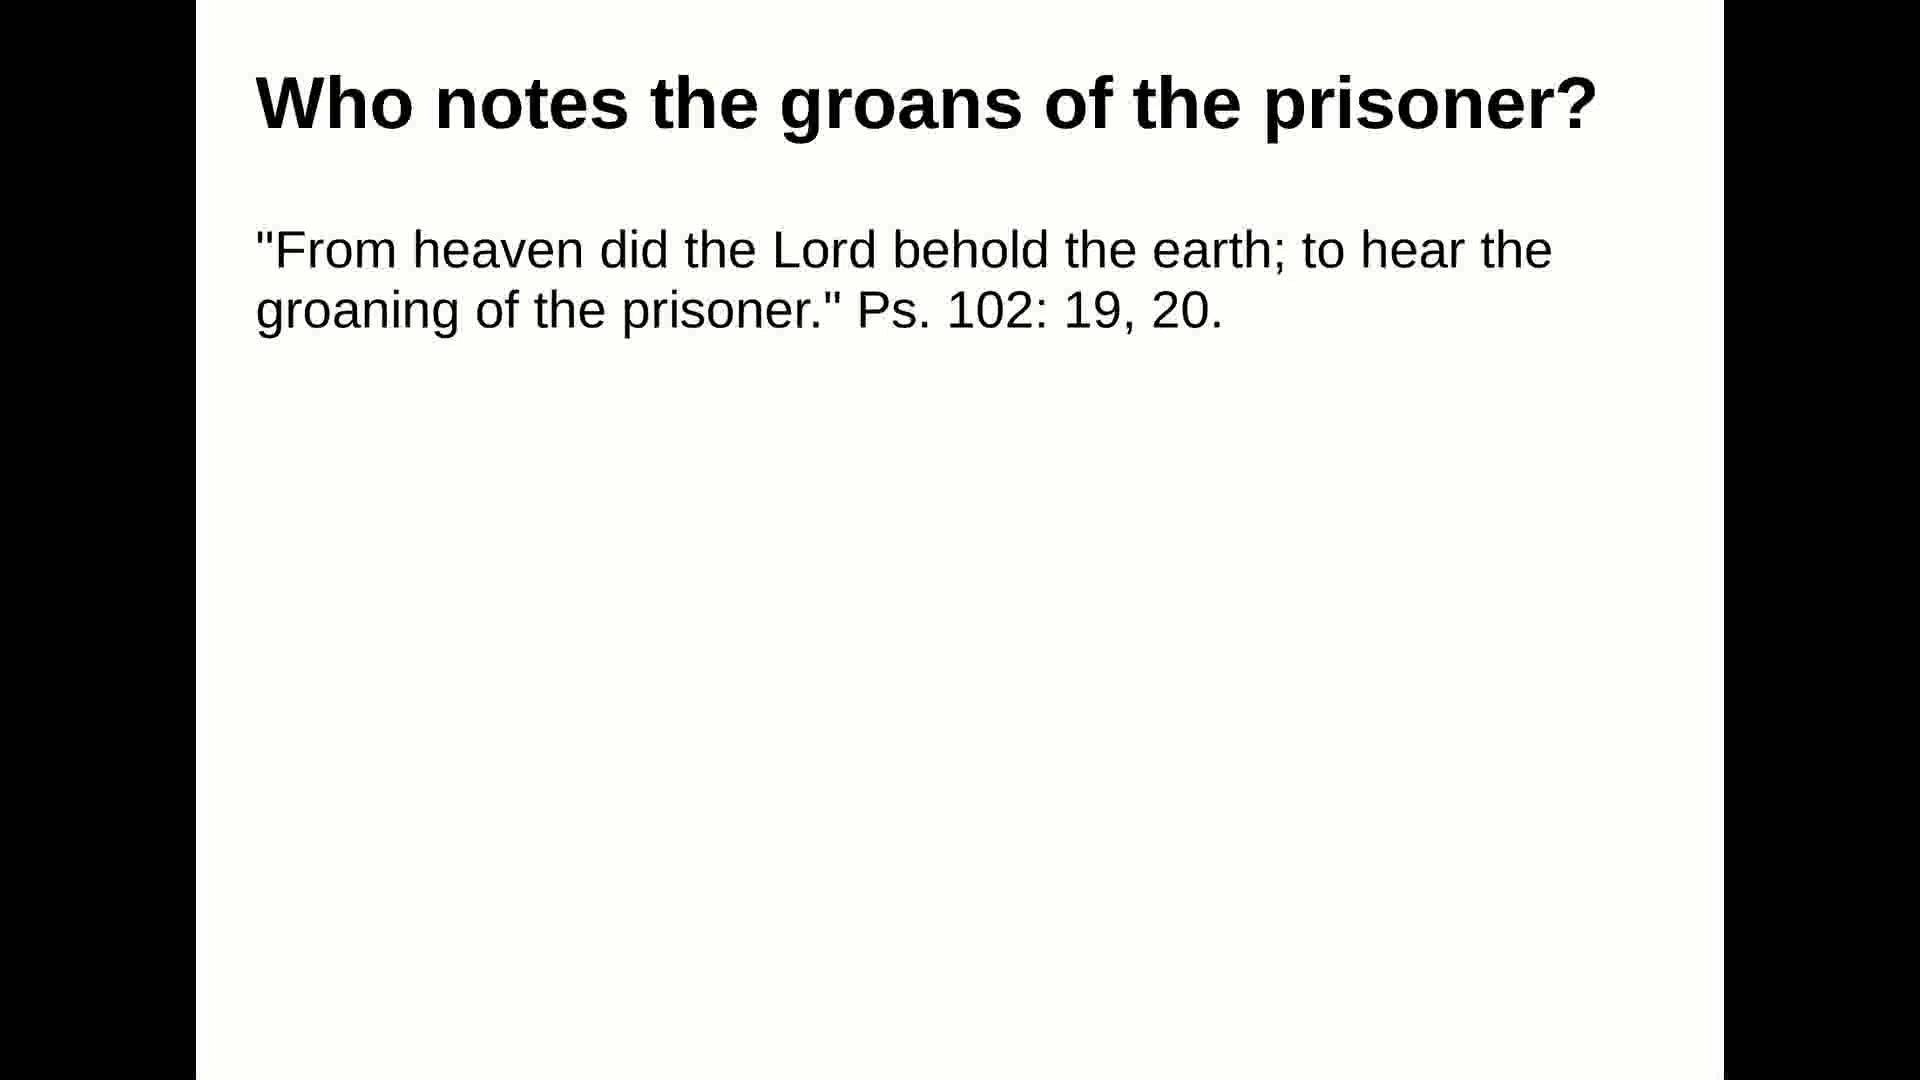 Who notes the groans of the prisoner?
"From heaven did the Lord behold the earth; to hear the
groaning of the prisoner." Ps. 102: 19, 20.